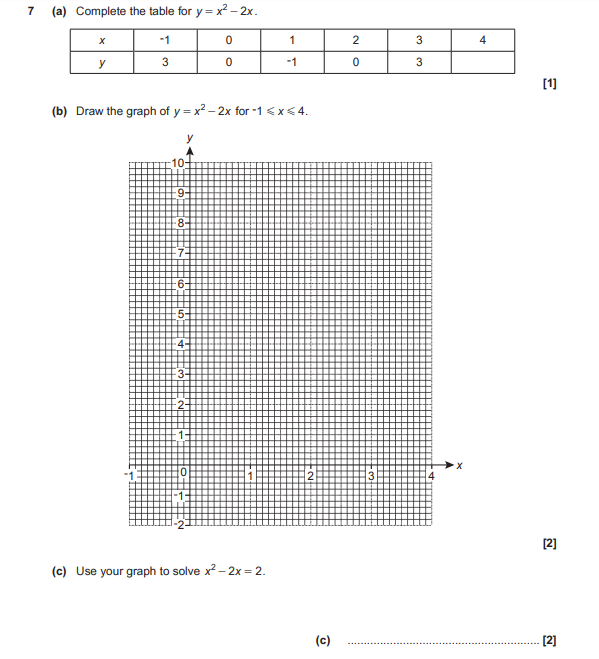 7 (a) Complete the table for y = x² – 2x.
x -1 0 1 2 3 4
y 3 0 -1 0 3
[1]
(b) Draw the graph of y = x² – 2x for -1 ⩽ x ⩽ 4.
y
10
9
8
7
6
5
4
3
2
1
x
-1 0 1 2 3 4
-1
-2
[2]
(c) Use your graph to solve x² – 2x = 2.
(c) ........................................................ [2]